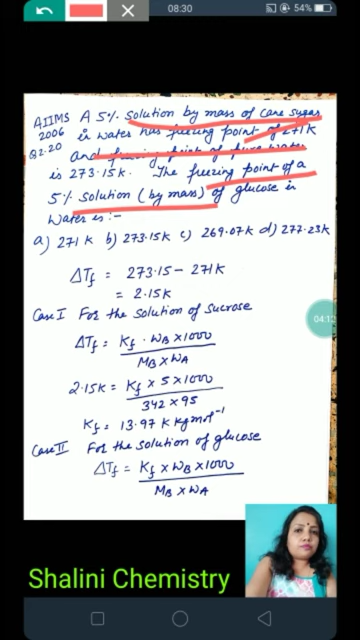 08:30
54%
AIIMS A 5% solution by mass of cane sugar
2006 in water has freezing point of 271K
Q2.20 and freezing point of pure water
is 273.15K. The freezing point of a
5% solution (by mass) of glucose in
water is :-
a) 271 K b) 273.15K c) 269.07K d) 277.23K
ΔTf = 273.15 - 271K
= 2.15K
Case I For the solution of sucrose
ΔTf = Kf · WB x 1000 / MB x WA
2.15K = Kf x 5 x 1000 / 342 x 95
Kf = 13.97 K Kg mol⁻¹
Case II For the solution of glucose
ΔTf = Kf x WB x 1000 / MB x WA
04:12
Shalini Chemistry